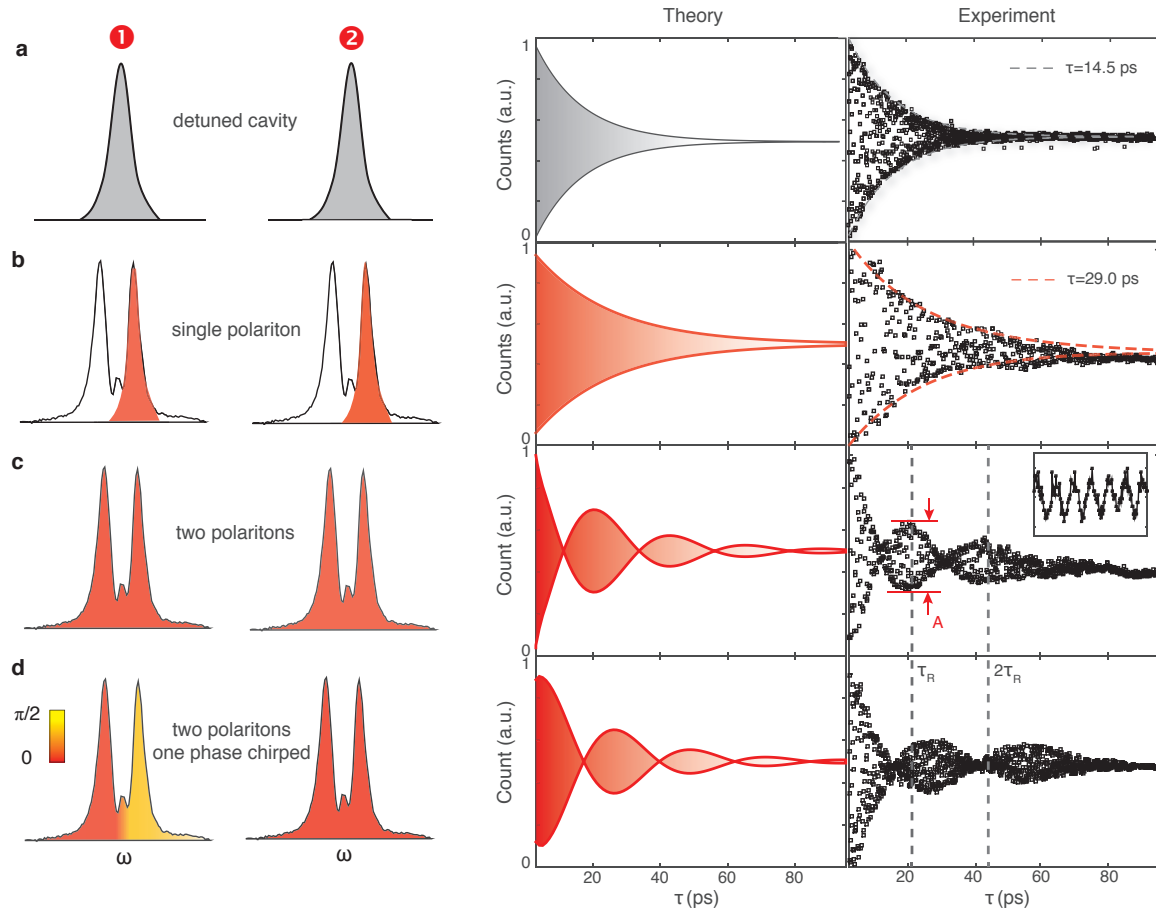 Theory
Experiment
a
1
2
detuned cavity
Counts (a.u.)
1
0
τ=14.5 ps
b
single polariton
Counts (a.u.)
1
0
τ=29.0 ps
c
two polaritons
Count (a.u.)
1
0
A
d
π/2
0
two polaritons
one phase chirped
Count (a.u.)
1
0
τR
2τR
ω
ω
20
40
60
80
τ (ps)
20
40
60
80
τ (ps)